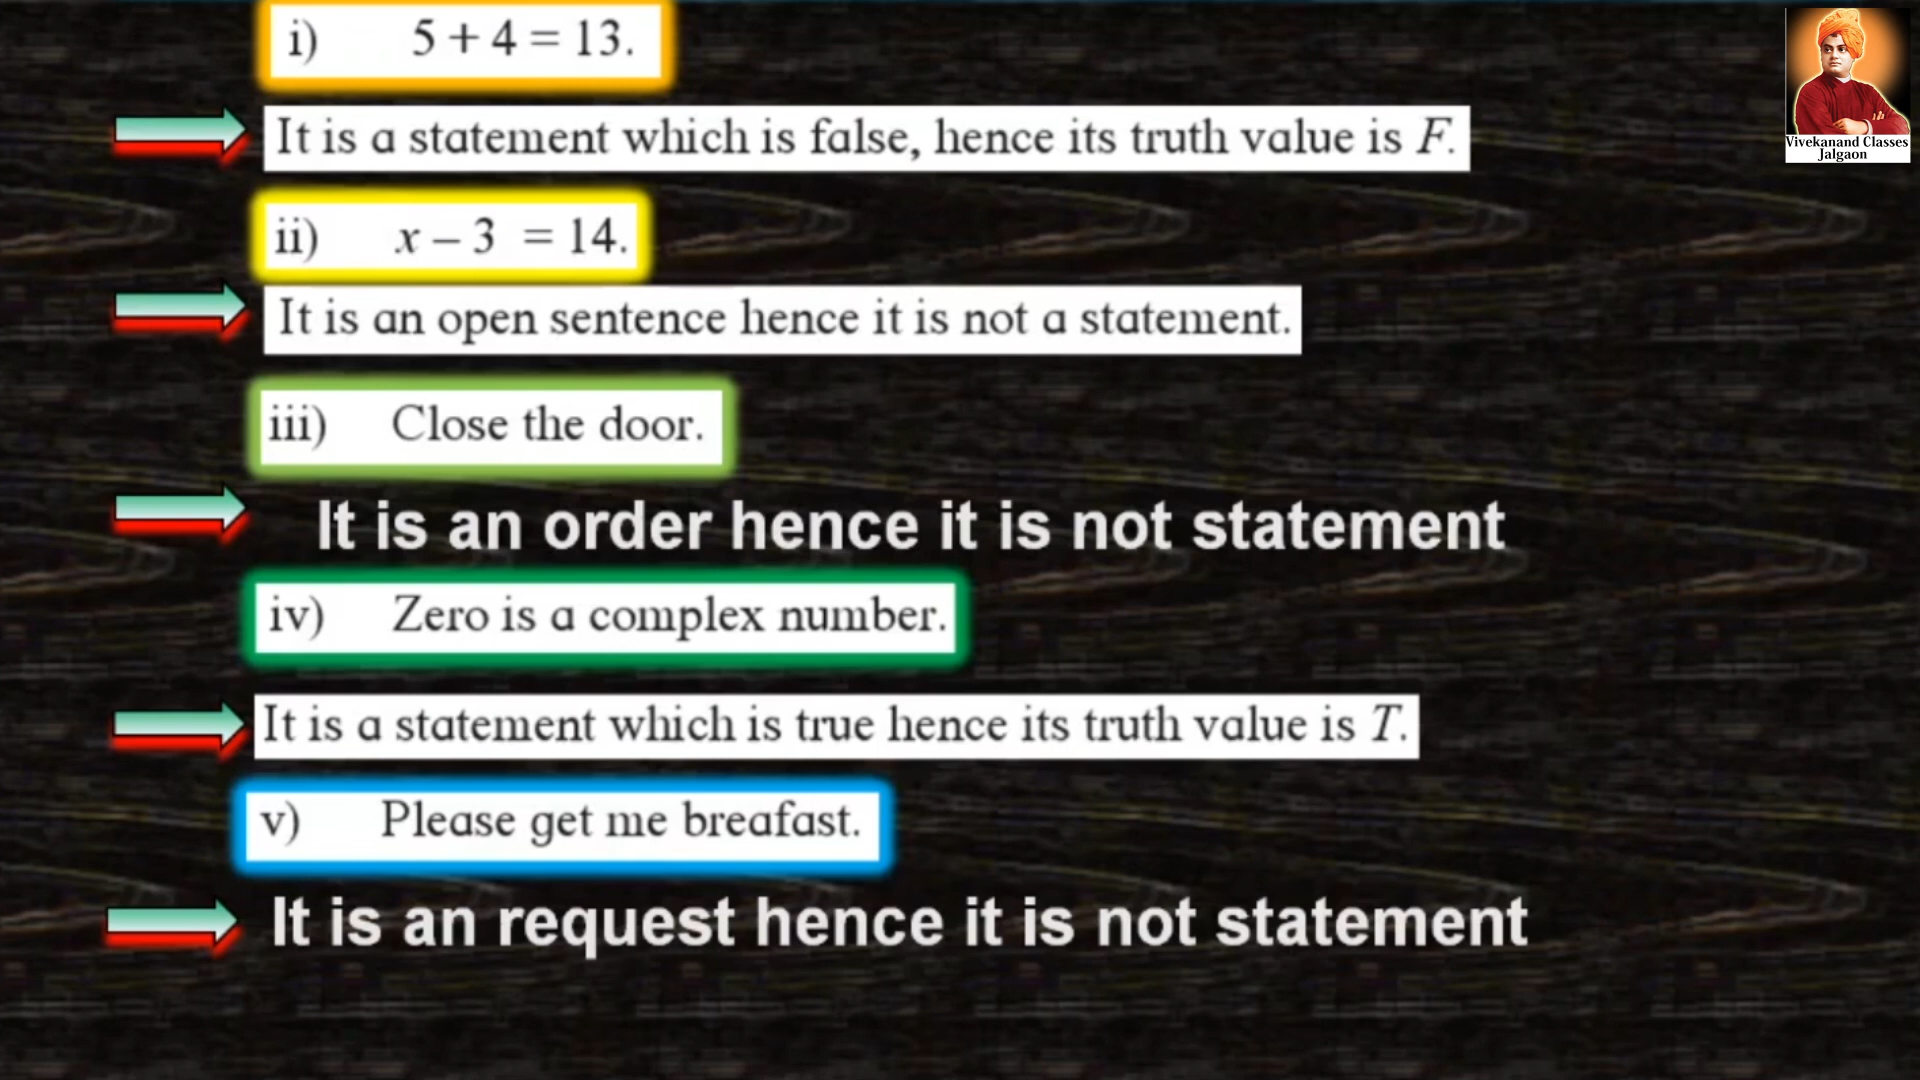 i) 5 + 4 = 13.
It is a statement which is false, hence its truth value is F.
ii) x – 3 = 14.
It is an open sentence hence it is not a statement.
iii) Close the door.
It is an order hence it is not statement
iv) Zero is a complex number.
It is a statement which is true hence its truth value is T.
v) Please get me breafast.
It is an request hence it is not statement
Vivekanand Classes
Jalgaon